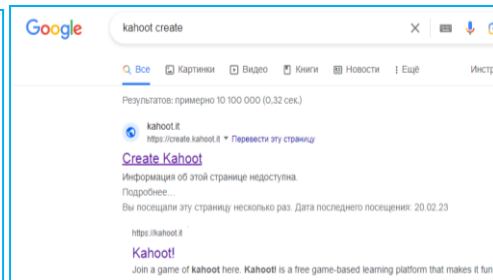 Google
kahoot create
Все Картинки Видео Книги Новости Ещё Инстр
Результатов: примерно 10 100 000 (0,32 сек.)
kahoot.it
https://create.kahoot.it Перевести эту страницу
Create Kahoot
Информация об этой странице недоступна.
Подробнее...
Вы посещали эту страницу несколько раз. Дата последнего посещения: 20.02.23
https://kahoot.it
Kahoot!
Join a game of kahoot here. Kahoot! is a free game-based learning platform that makes it fun